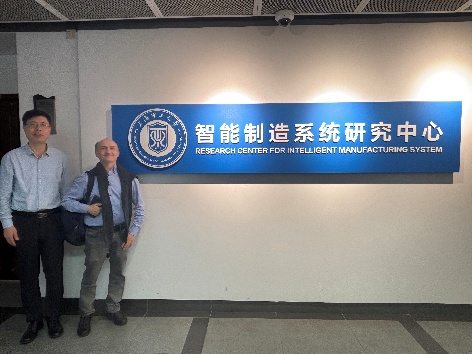 智能制造系统研究中心
RESEARCH CENTER FOR INTELLIGENT MANUFACTURING SYSTEM